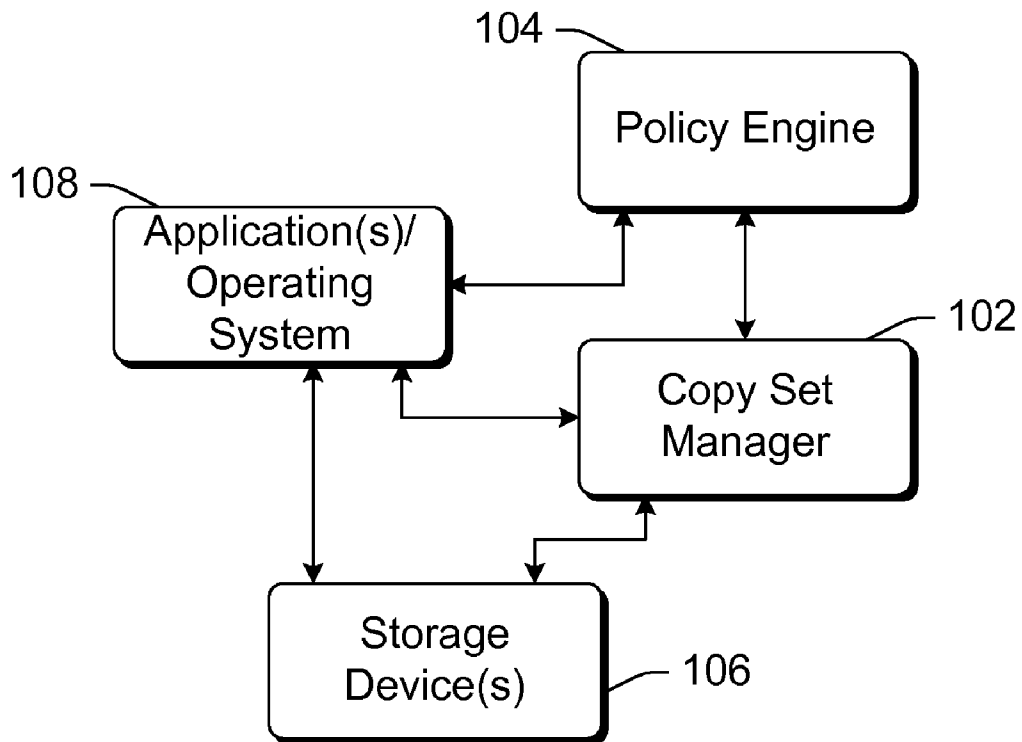 104
Policy Engine
108
Application(s)/
Operating
System
102
Copy Set
Manager
Storage
Device(s)
106